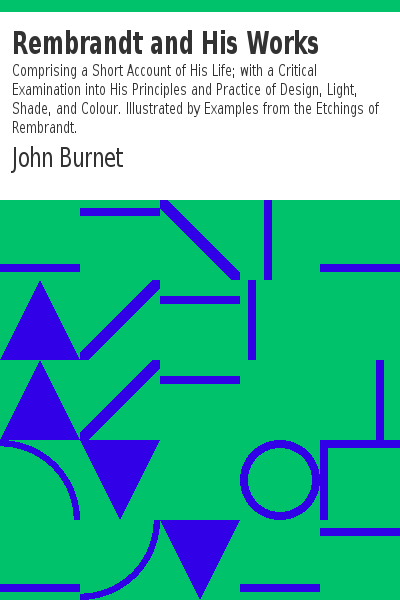 Rembrandt and His Works
Comprising a Short Account of His Life; with a Critical
Examination into His Principles and Practice of Design, Light,
Shade, and Colour. Illustrated by Examples from the Etchings of
Rembrandt.
John Burnet